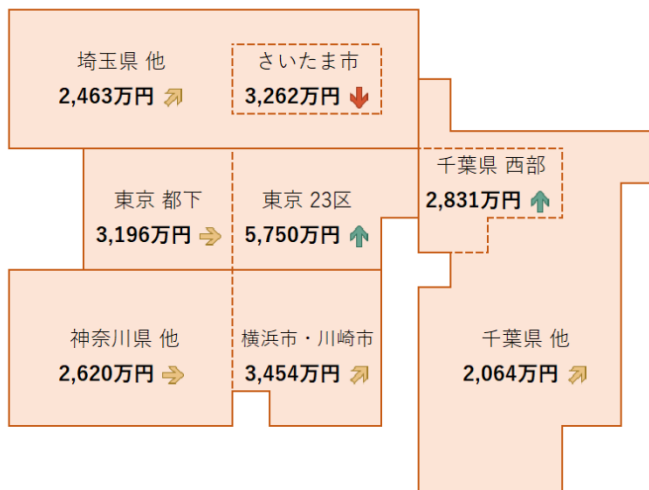 埼玉県 他
2,463万円
さいたま市
3,262万円
千葉県 西部
2,831万円
東京 都下
3,196万円
東京 23区
5,750万円
神奈川県 他
2,620万円
横浜市・川崎市
3,454万円
千葉県 他
2,064万円